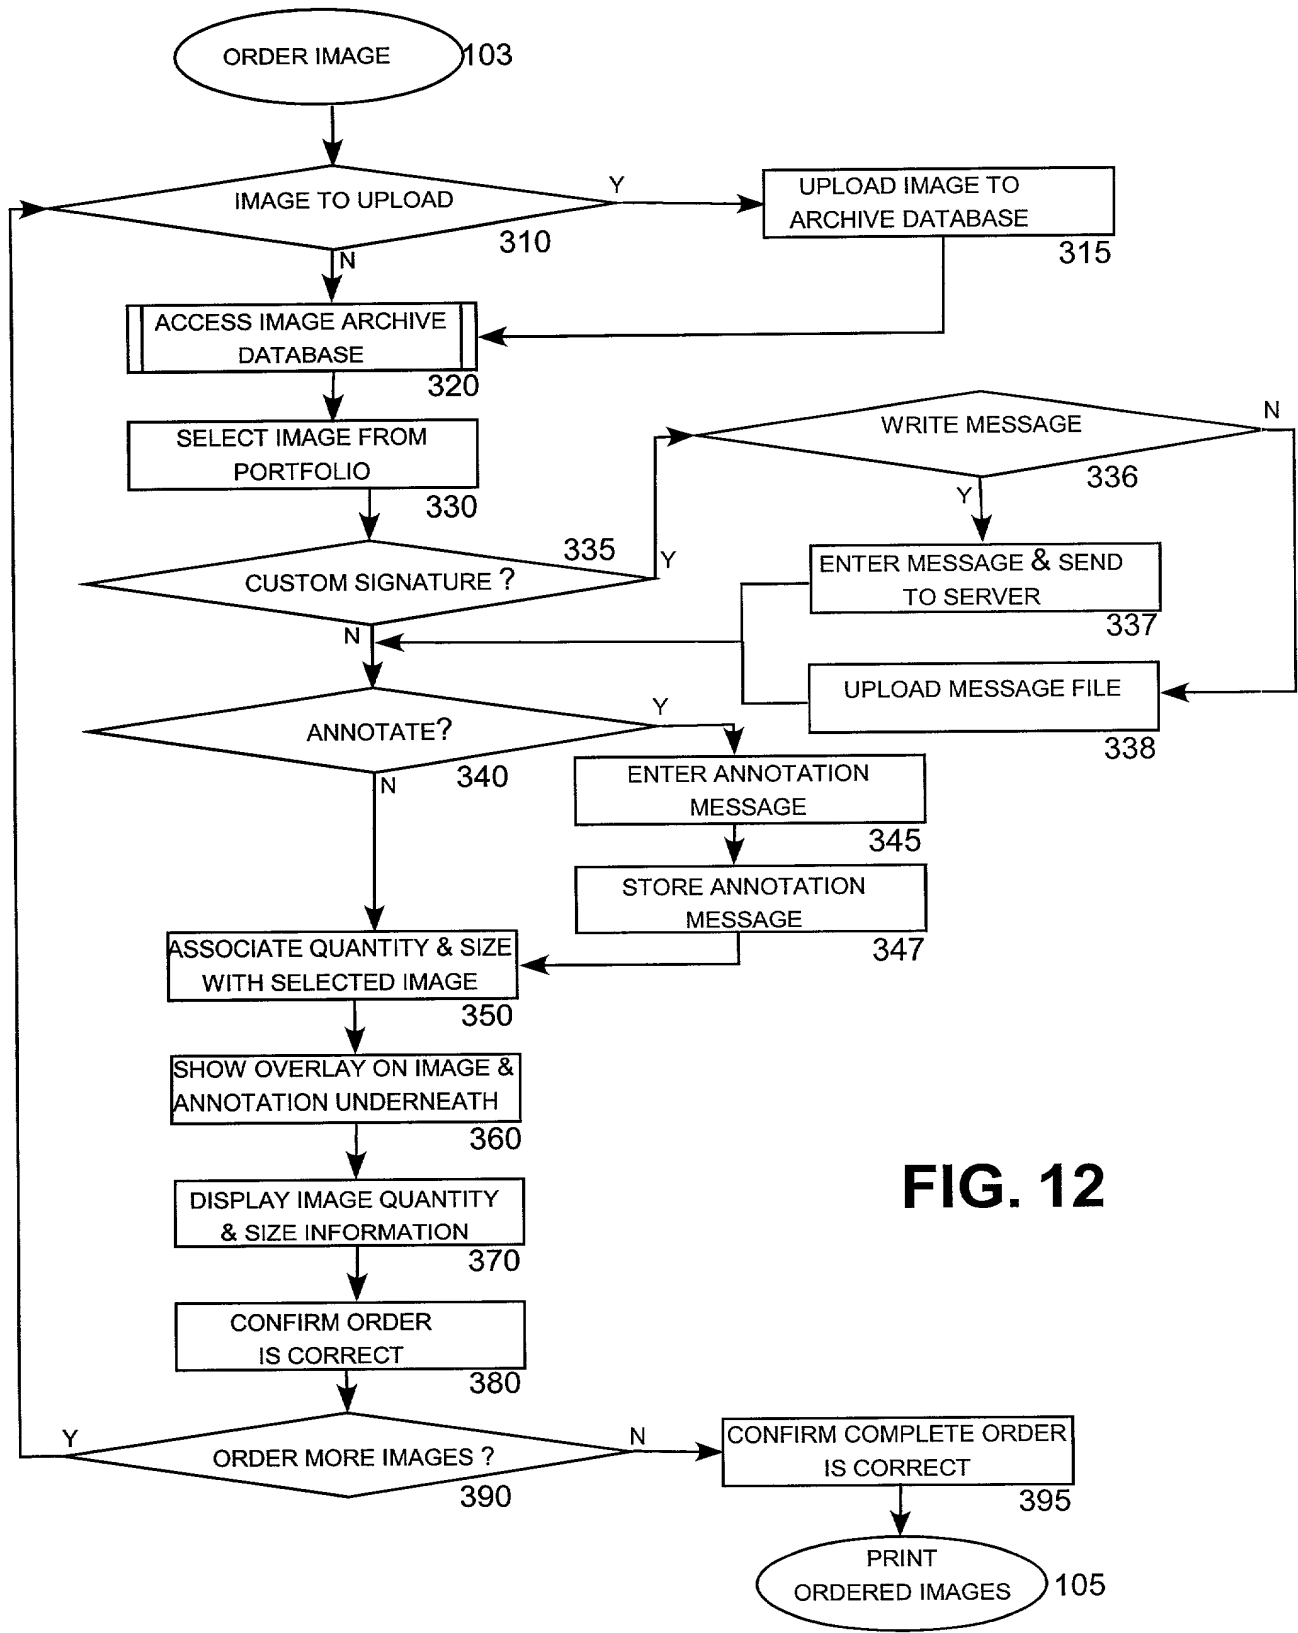 ORDER IMAGE
103
IMAGE TO UPLOAD
Y
310
N
UPLOAD IMAGE TO
ARCHIVE DATABASE
315
ACCESS IMAGE ARCHIVE
DATABASE
320
SELECT IMAGE FROM
PORTFOLIO
330
WRITE MESSAGE
N
336
Y
335
CUSTOM SIGNATURE ?
Y
N
ENTER MESSAGE & SEND
TO SERVER
337
UPLOAD MESSAGE FILE
338
ANNOTATE?
Y
340
N
ENTER ANNOTATION
MESSAGE
345
STORE ANNOTATION
MESSAGE
347
ASSOCIATE QUANTITY & SIZE
WITH SELECTED IMAGE
350
SHOW OVERLAY ON IMAGE &
ANNOTATION UNDERNEATH
360
DISPLAY IMAGE QUANTITY
& SIZE INFORMATION
370
FIG. 12
CONFIRM ORDER
IS CORRECT
380
Y
ORDER MORE IMAGES ?
N
390
CONFIRM COMPLETE ORDER
IS CORRECT
395
PRINT
ORDERED IMAGES
105